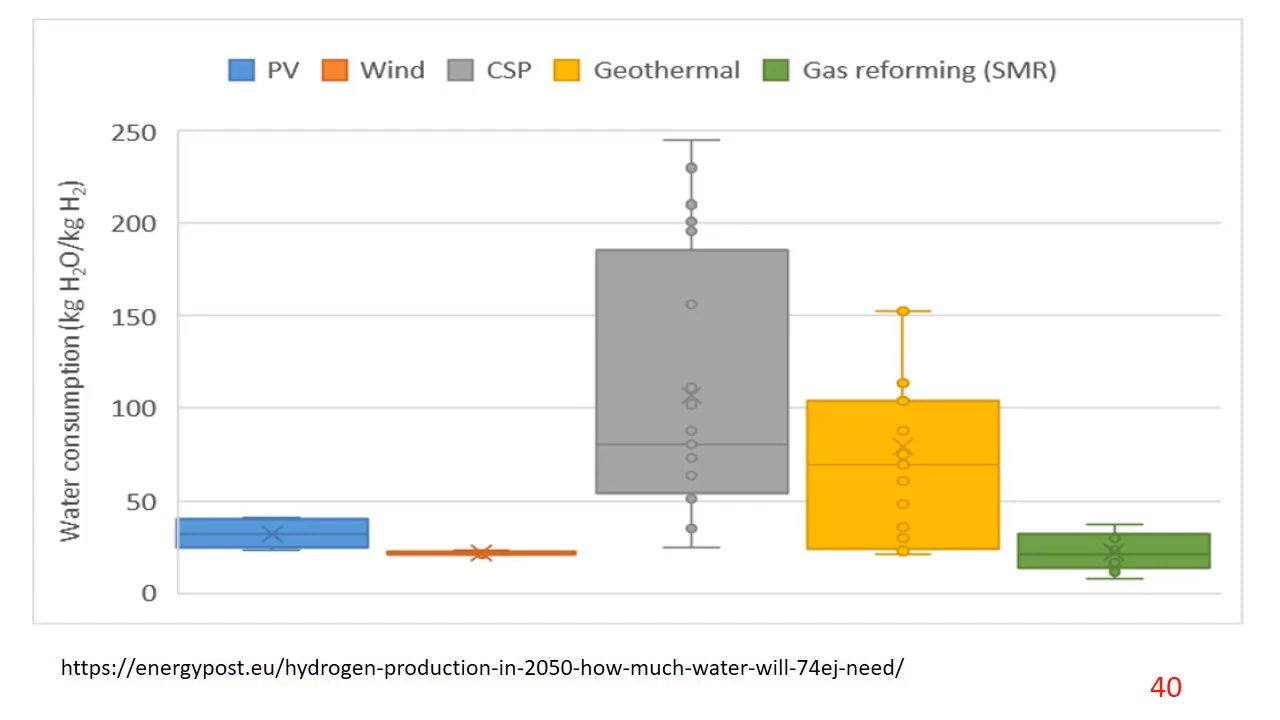 PV Wind CSP Geothermal Gas reforming (SMR)
Water consumption (kg H₂O/kg H₂)
250
200
150
100
50
0
https://energypost.eu/hydrogen-production-in-2050-how-much-water-will-74ej-need/
40